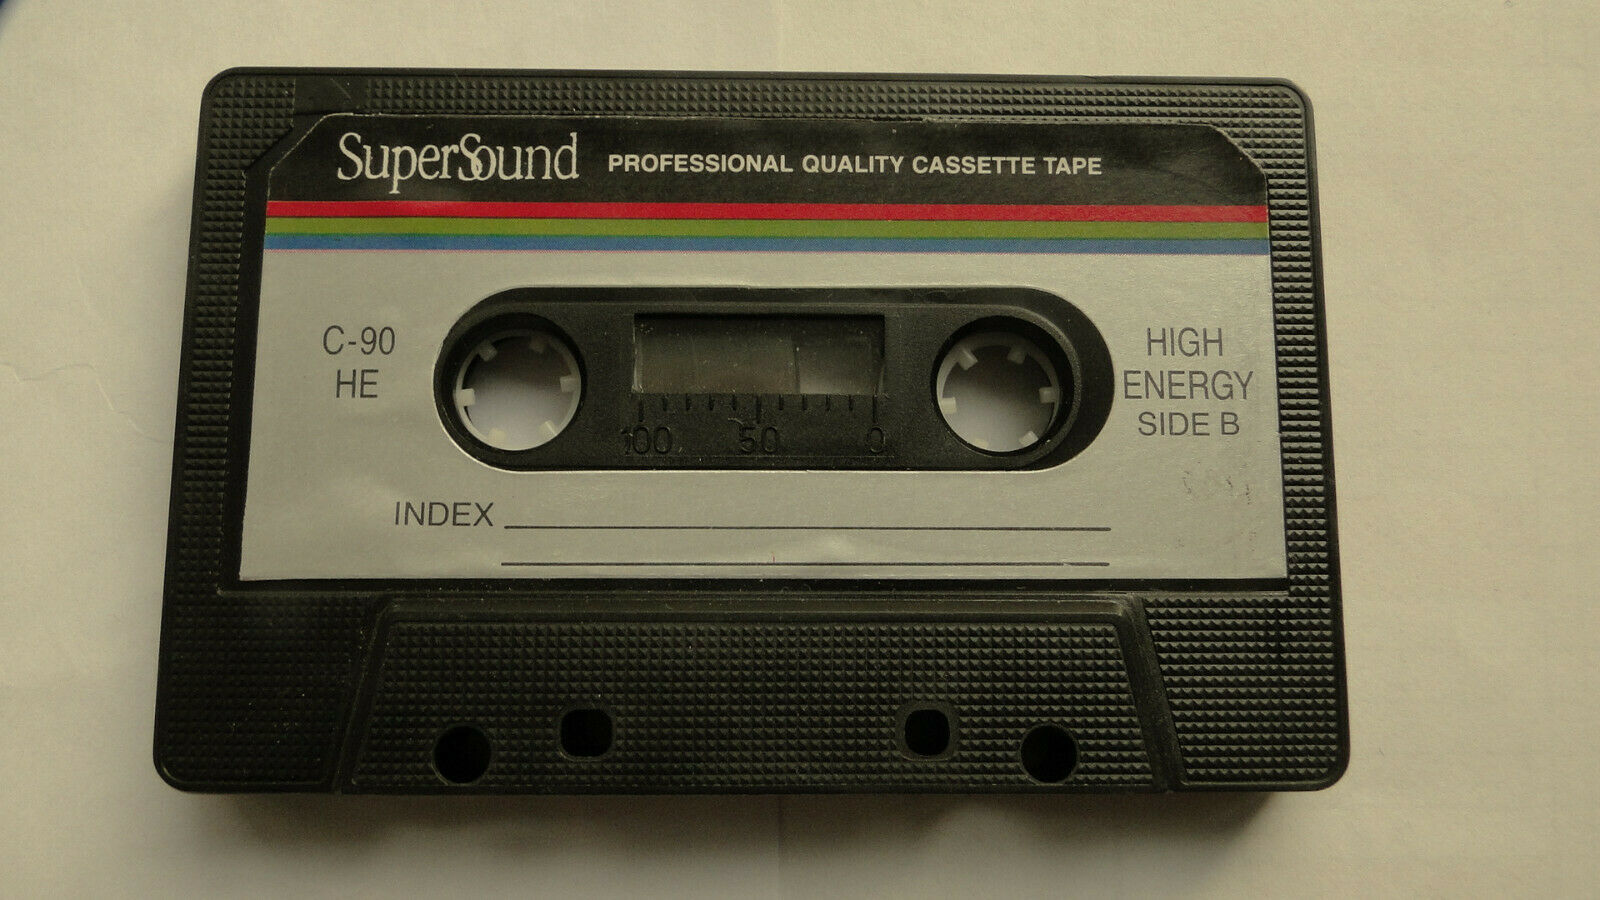 SuperSound PROFESSIONAL QUALITY CASSETTE TAPE
C-90
HE
HIGH
ENERGY
SIDE B
100 50 0
INDEX